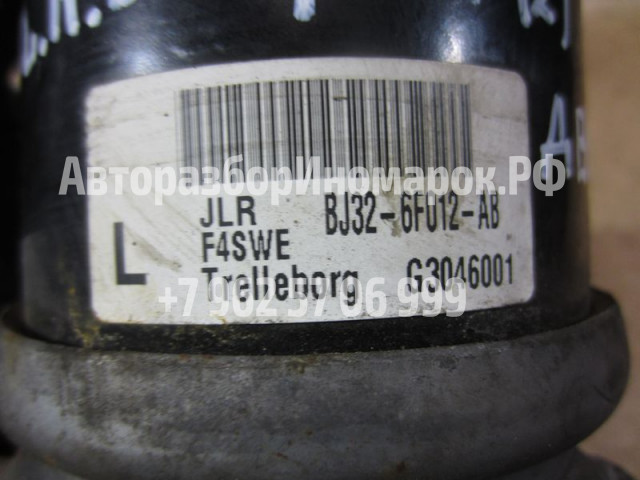 АвторазборИномарок.РФ
JLR BJ32-6F012-AB
F4SWE
L
Trelleborg G3046001
+7 902 57 06 999